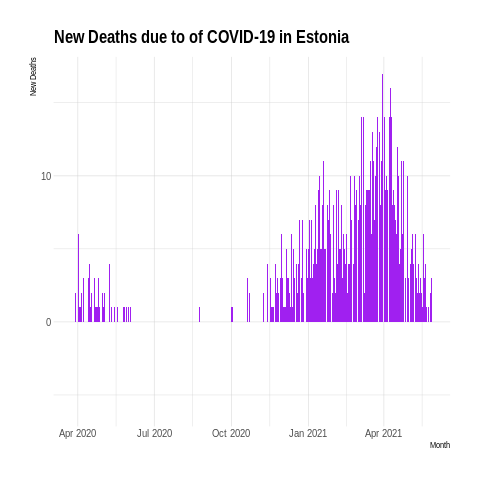 New Deaths due to of COVID-19 in Estonia
New Deaths
10
0
Apr 2020 Jul 2020 Oct 2020 Jan 2021 Apr 2021
Month